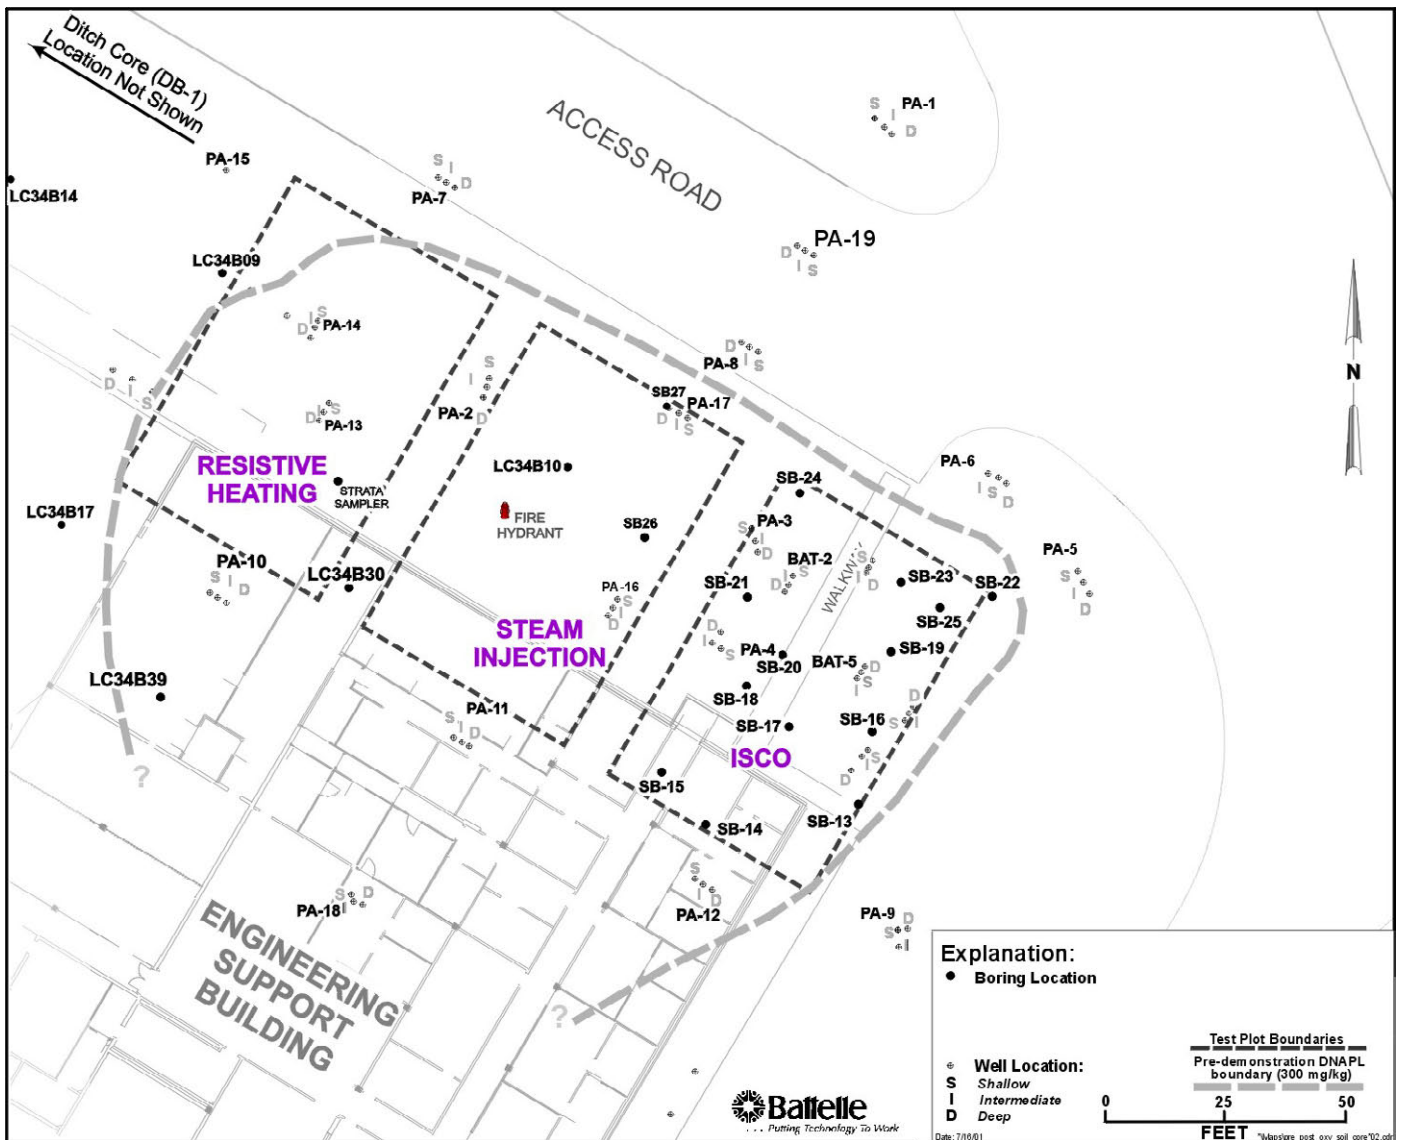 Ditch Core (DB-1)
Location Not Shown
ACCESS ROAD
S
I
D
PA-1
PA-15
S
I
D
PA-7
LC34B14
PA-19
D
I
S
LC34B09
I
S
D
PA-14
D
I
S
PA-8
N
D
I
S
I
S
PA-2
D
SB27
PA-17
D
I
S
I
S
D
PA-13
RESISTIVE
HEATING
STRATA
SAMPLER
LC34B10
FIRE
HYDRANT
SB26
SB-24
PA-6
I
S
D
LC34B17
PA-3
I
D
BAT-2
S
D
I
WALKWAY
S
I
D
PA-5
S
I
D
PA-10
S
I
D
LC34B30
SB-21
SB-23
SB-22
SB-25
PA-16
S
I
D
STEAM
INJECTION
D
I
S
PA-4
SB-20
BAT-5
D
I
S
SB-19
LC34B39
SB-18
SB-17
SB-16
D
S
I
PA-11
S
I
D
ISCO
I
S
D
?
SB-15
SB-14
SB-13
S
I
D
PA-12
S
D
PA-18
I
PA-9
D
S
I
ENGINEERING
SUPPORT
BUILDING
?
Explanation:
Boring Location
Test Plot Boundaries
Pre-demonstration DNAPL
boundary (300 mg/kg)
Well Location:
S Shallow
I Intermediate
D Deep
0 25 50
FEET
Date: 7/16/01
Battelle
. . . Putting Technology To Work